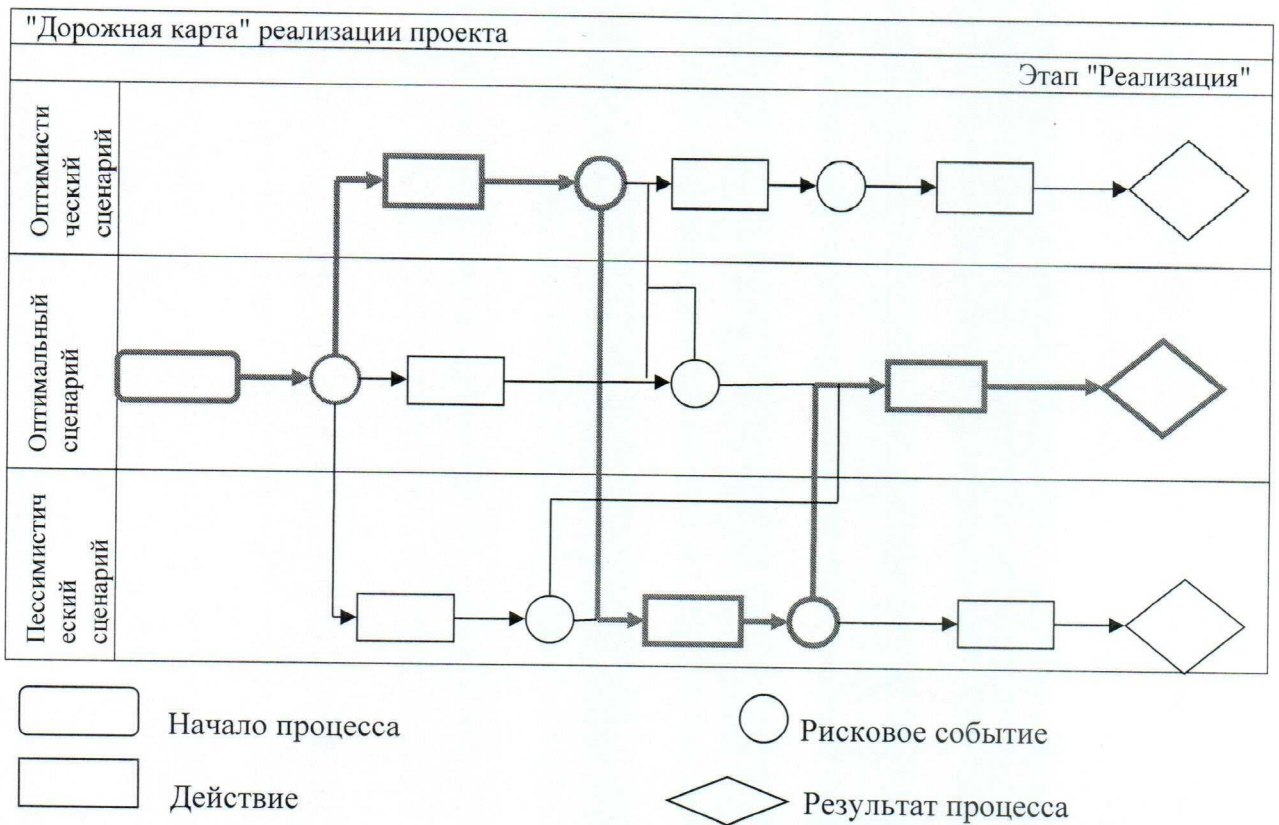 "Дорожная карта" реализации проекта
Этап "Реализация"
Оптимисти
ческий
сценарий
Оптимальный
сценарий
Пессимистич
еский
сценарий
Начало процесса
Рисковое событие
Действие
Результат процесса